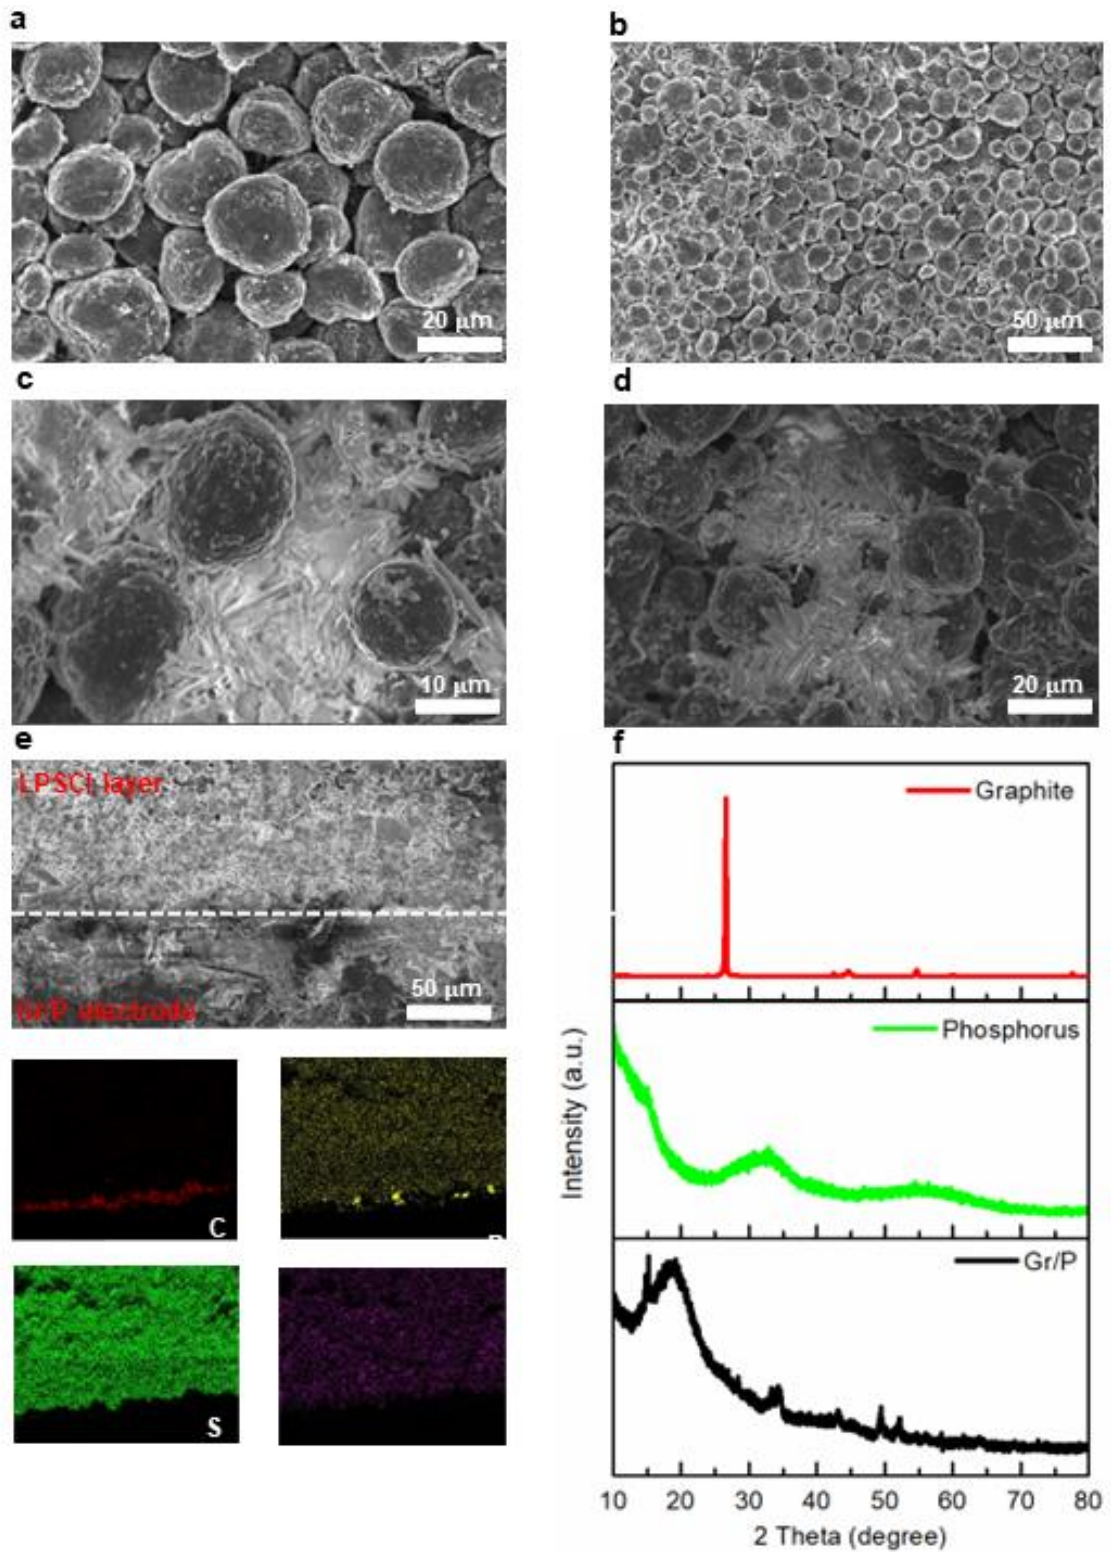 a
b
20 μm
50 μm
c
d
10 μm
20 μm
e
f
LPSCl layer
50 μm
Gr/P electrode
C
S
Graphite
Phosphorus
Gr/P
Intensity (a.u.)
10 20 30 40 50 60 70 80
2 Theta (degree)